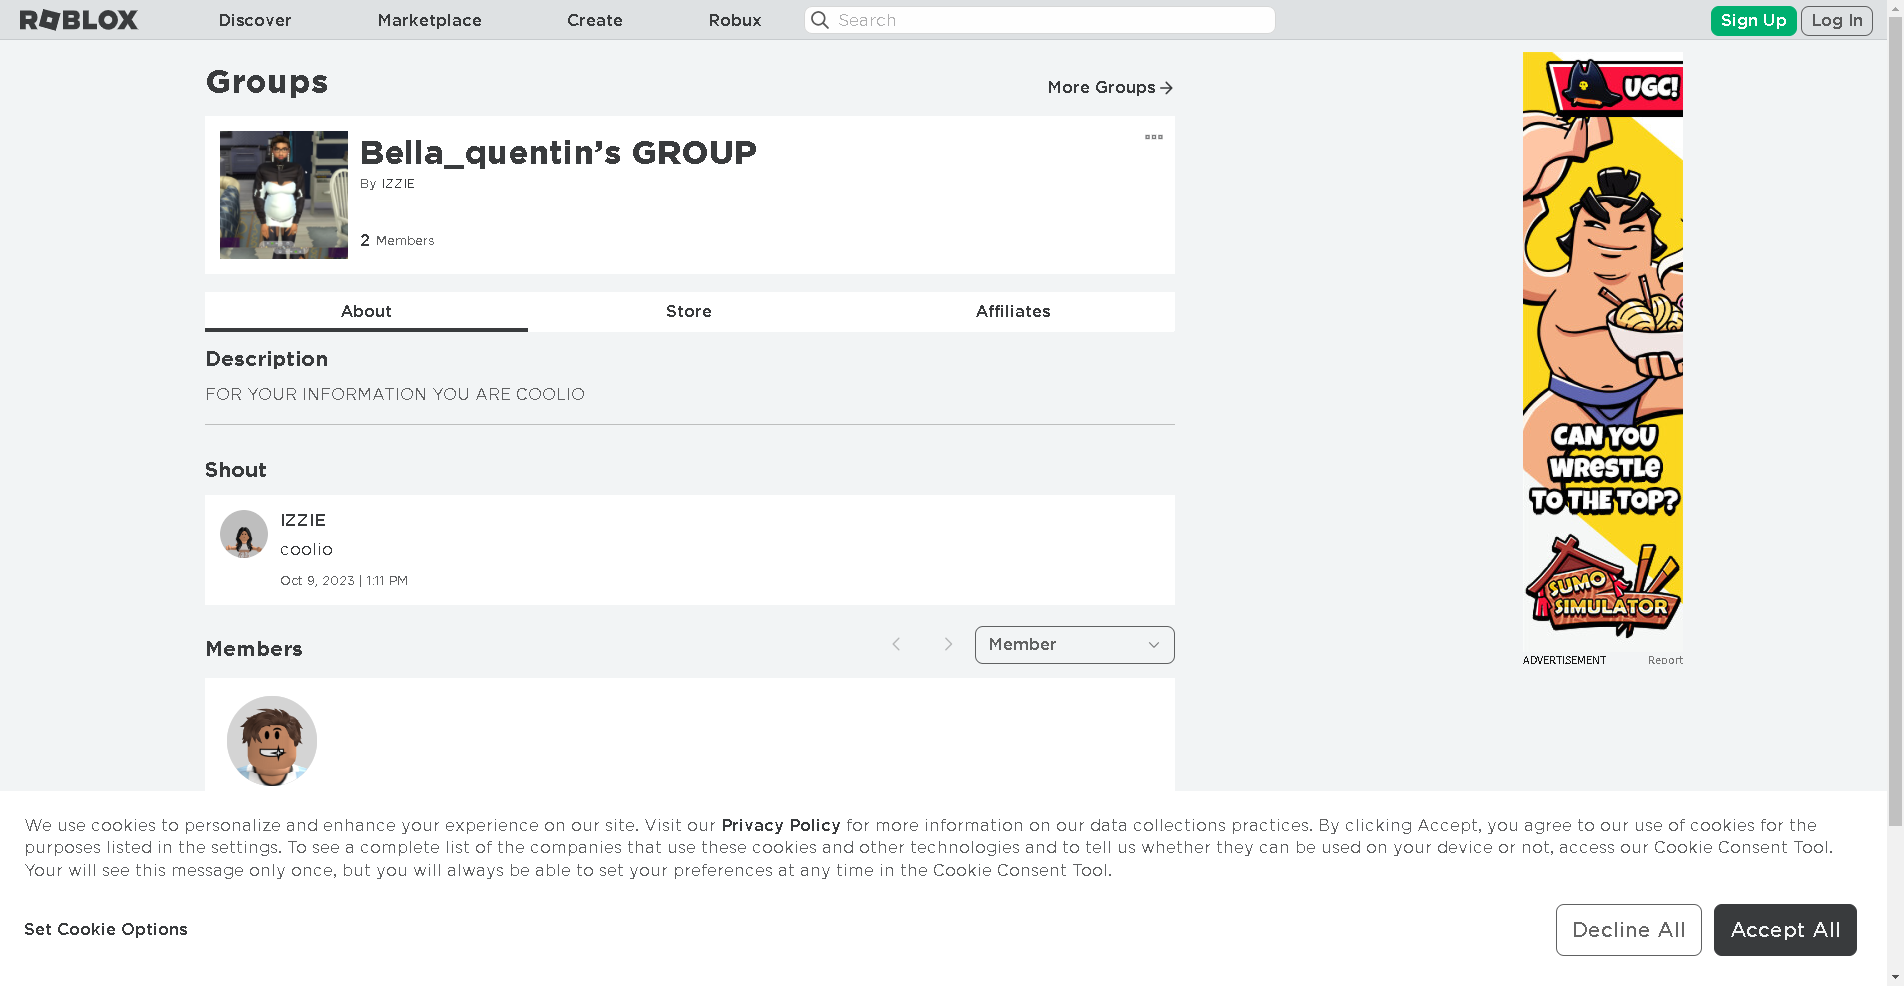 ROBLOX
Discover
Marketplace
Create
Robux
Search
Sign Up
Log In
Groups
More Groups
Bella_quentin's GROUP
By IZZIE
2 Members
About
Store
Affiliates
Description
FOR YOUR INFORMATION YOU ARE COOLIO
Shout
IZZIE
coolio
Oct 9, 2023 | 1:11 PM
Members
Member
UGC!
CAN YOU
WRESTLE
TO THE TOP?
SUMO
SIMULATOR
ADVERTISEMENT
Report
We use cookies to personalize and enhance your experience on our site. Visit our Privacy Policy for more information on our data collections practices. By clicking Accept, you agree to our use of cookies for the
purposes listed in the settings. To see a complete list of the companies that use these cookies and other technologies and to tell us whether they can be used on your device or not, access our Cookie Consent Tool.
Your will see this message only once, but you will always be able to set your preferences at any time in the Cookie Consent Tool.
Set Cookie Options
Decline All
Accept All